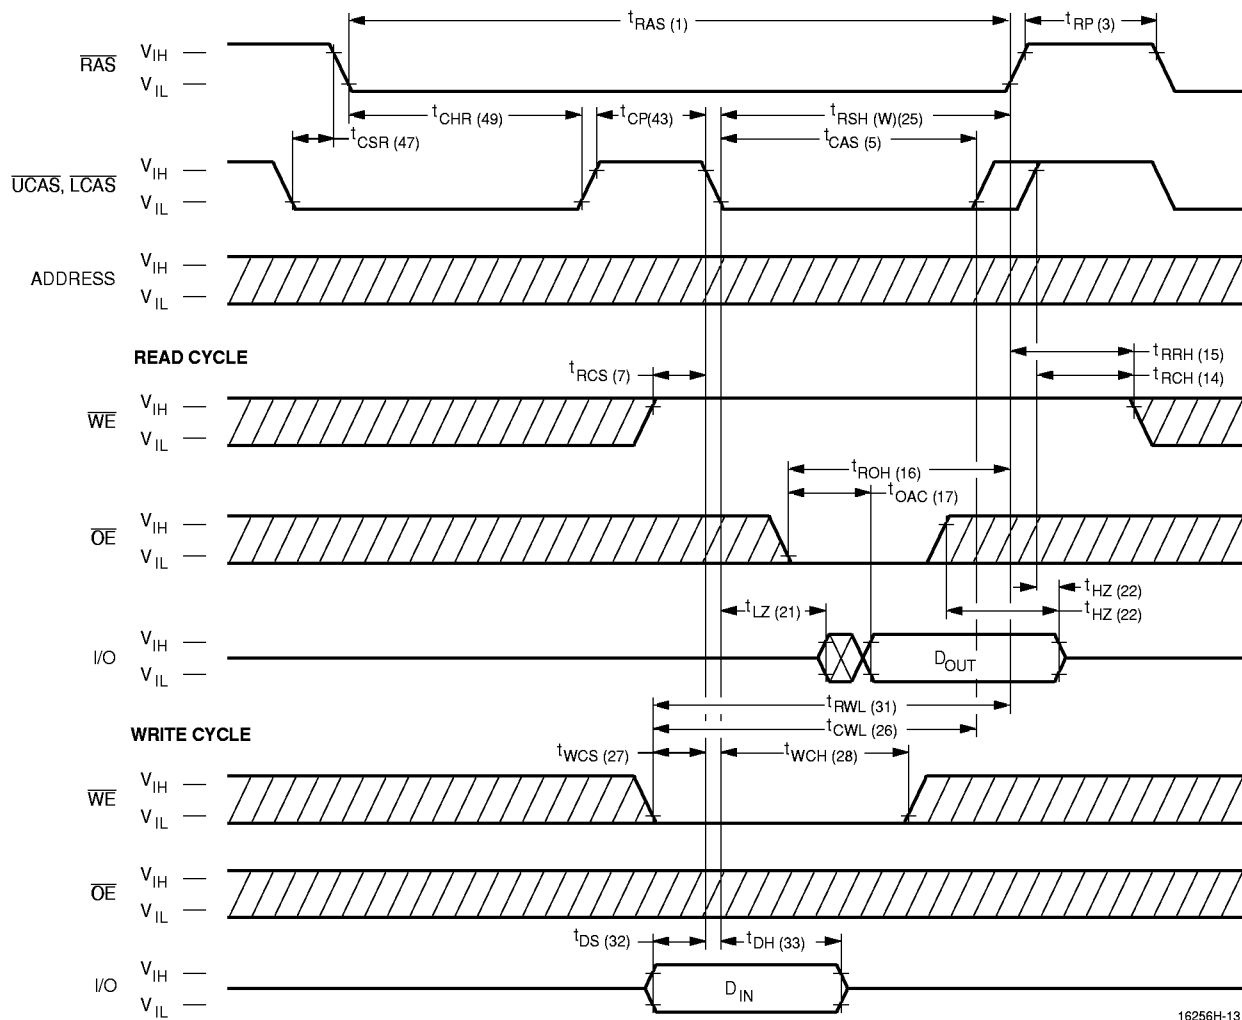 tRAS (1)
tRP (3)
RAS
VIH
VIL
tCHR (49)
tCP(43)
tRSH (W)(25)
tCSR (47)
tCAS (5)
UCAS, LCAS
VIH
VIL
ADDRESS
VIH
VIL
READ CYCLE
tRRH (15)
tRCS (7)
tRCH (14)
WE
VIH
VIL
tROH (16)
tOAC (17)
OE
VIH
VIL
tHZ (22)
tLZ (21)
tHZ (22)
I/O
VIH
VIL
DOUT
tRWL (31)
WRITE CYCLE
tCWL (26)
tWCS (27)
tWCH (28)
WE
VIH
VIL
OE
VIH
VIL
tDS (32)
tDH (33)
I/O
VIH
VIL
DIN
16256H-13